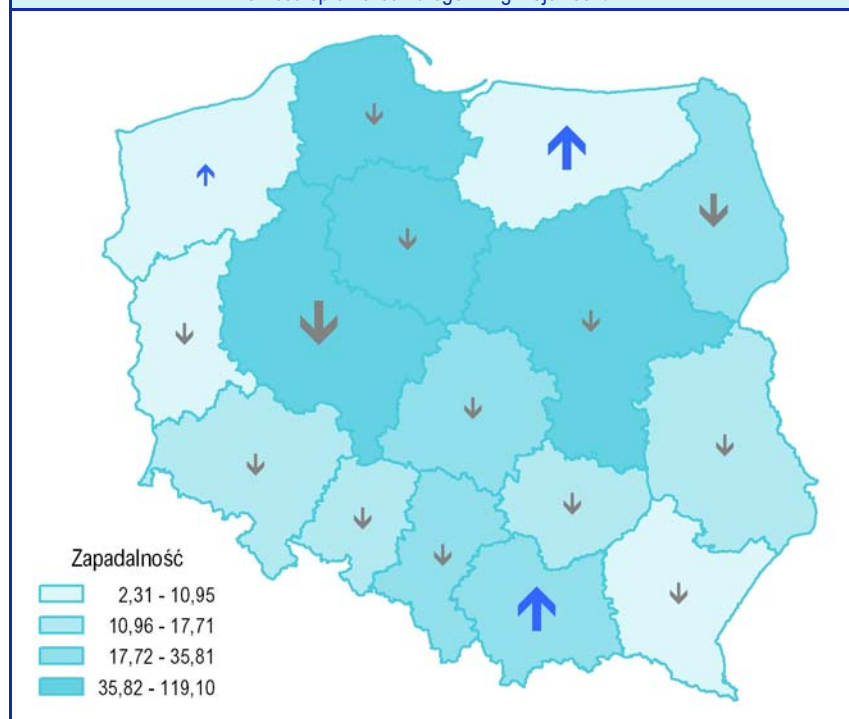 Zapadalność
2,31 - 10,95
10,96 - 17,71
17,72 - 35,81
35,82 - 119,10